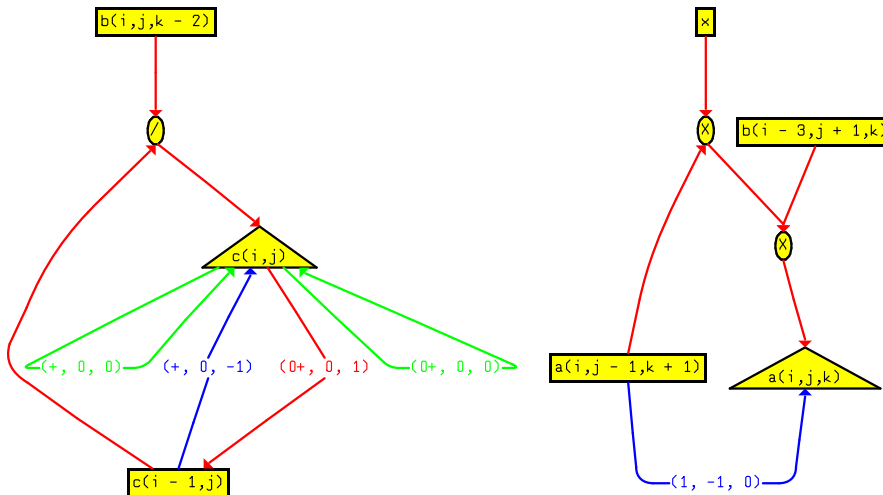 b(i,j,k - 2)
x
/
X
b(i - 3,j + 1,k)
c(i,j)
X
(+, 0, 0)
(+, 0, -1)
(0+, 0, 1)
(0+, 0, 0)
a(i,j - 1,k + 1)
a(i,j,k)
c(i - 1,j)
(1, -1, 0)